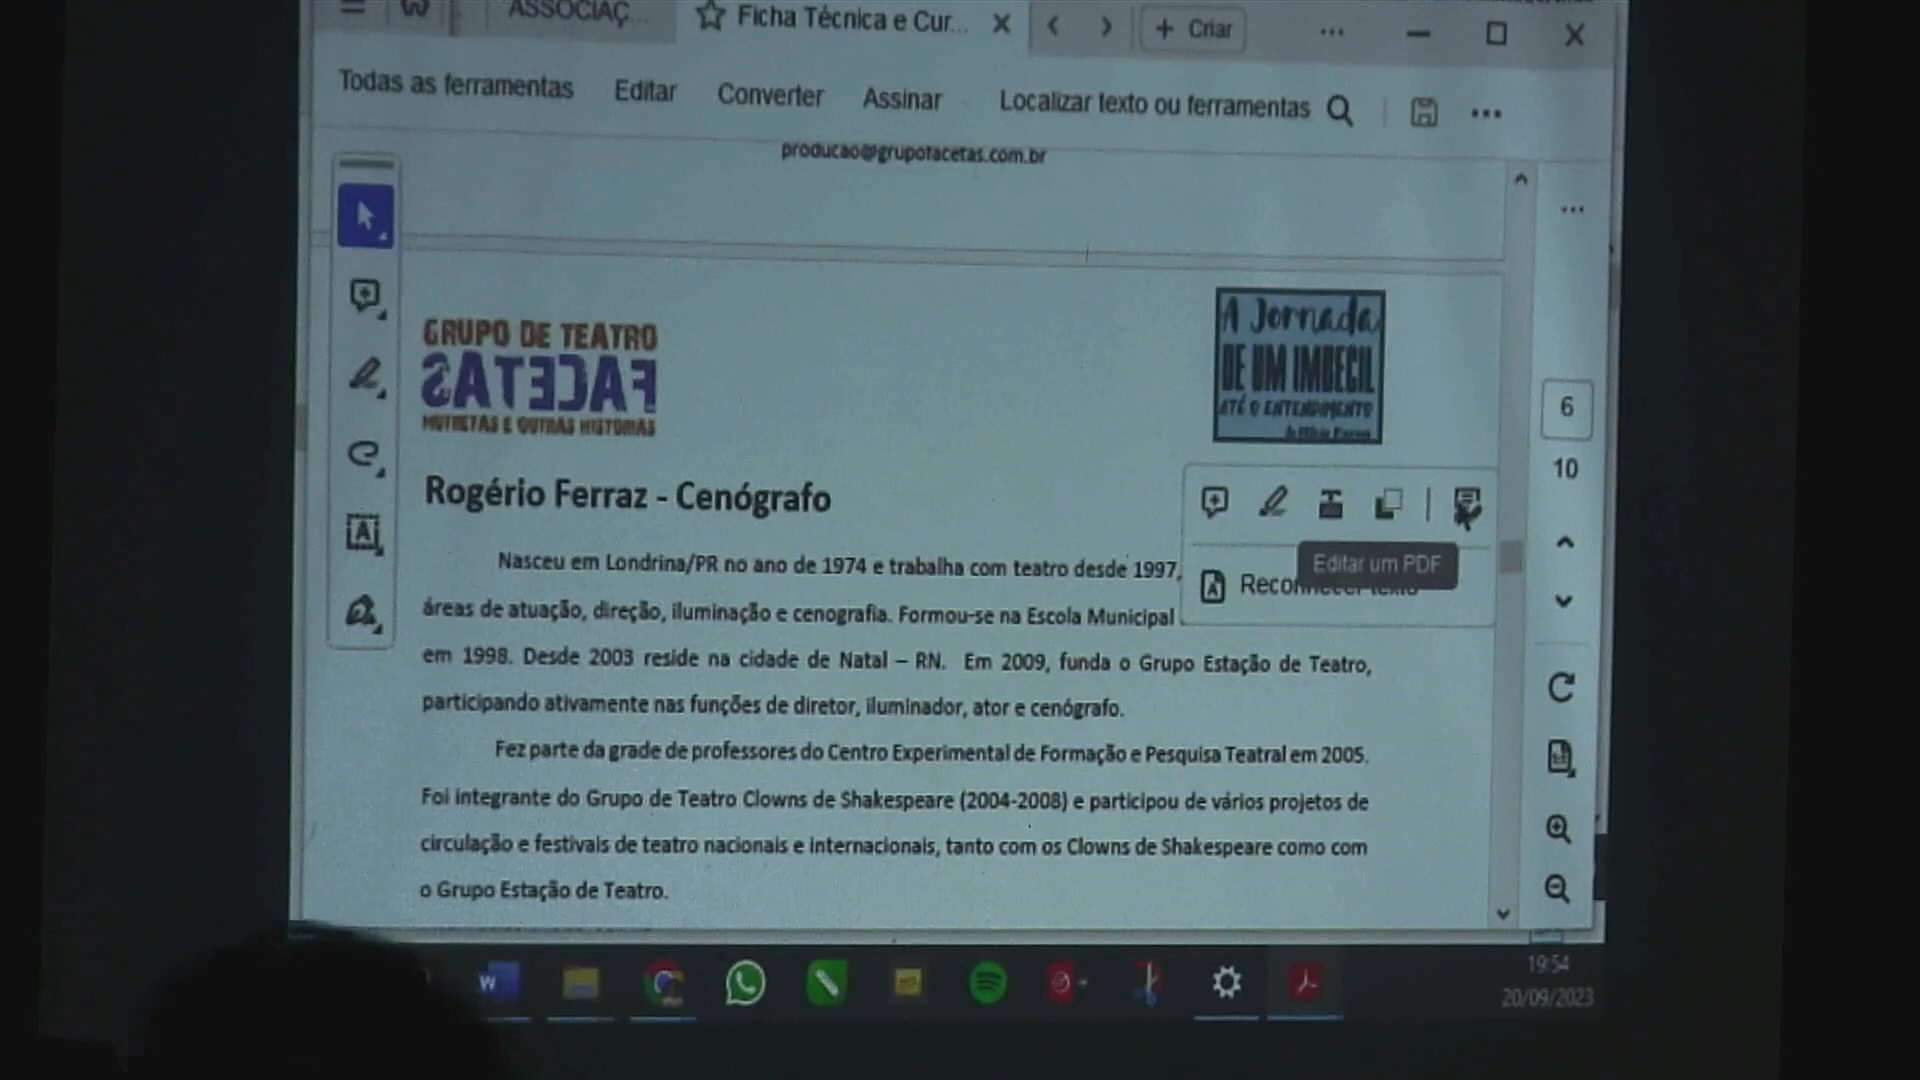 ASSOCIAÇ...
Ficha Técnica e Cur...
Criar
Todas as ferramentas
Editar
Converter
Assinar
Localizar texto ou ferramentas
producao@grupofacetas.com.br
GRUPO DE TEATRO
FACETAS
MUTRETAS E OUTRAS HISTÓRIAS
A Jornada
DE UM IMBECIL
ATÉ O ENTENDIMENTO
6
10
Rogério Ferraz - Cenógrafo
Editar um PDF
Nasceu em Londrina/PR no ano de 1974 e trabalha com teatro desde 1997,
áreas de atuação, direção, iluminação e cenografia. Formou-se na Escola Municipal
em 1998. Desde 2003 reside na cidade de Natal – RN. Em 2009, funda o Grupo Estação de Teatro,
participando ativamente nas funções de diretor, iluminador, ator e cenógrafo.
Fez parte da grade de professores do Centro Experimental de Formação e Pesquisa Teatral em 2005.
Foi integrante do Grupo de Teatro Clowns de Shakespeare (2004-2008) e participou de vários projetos de
circulação e festivais de teatro nacionais e internacionais, tanto com os Clowns de Shakespeare como com
o Grupo Estação de Teatro.
19:54
20/09/2023